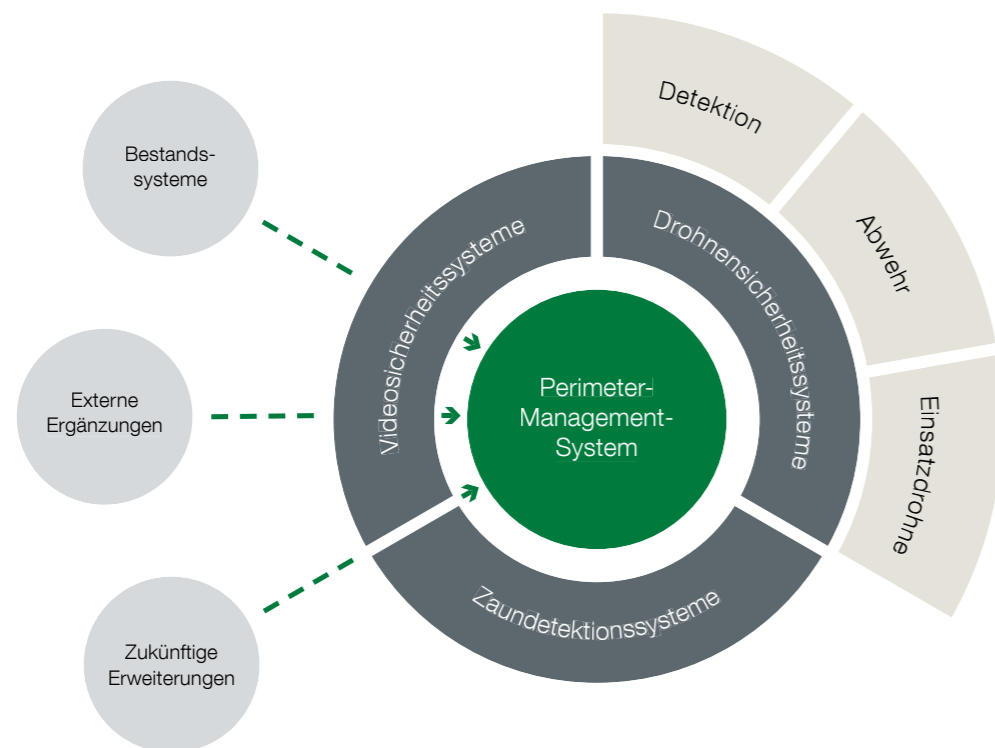 Detektion
Abwehr
Einsatzdrohne
Drohnensicherheitssysteme
Videosicherheitssysteme
Zaundetektionssysteme
Perimeter-
Management-
System
Bestands-
systeme
Externe
Ergänzungen
Zukünftige
Erweiterungen